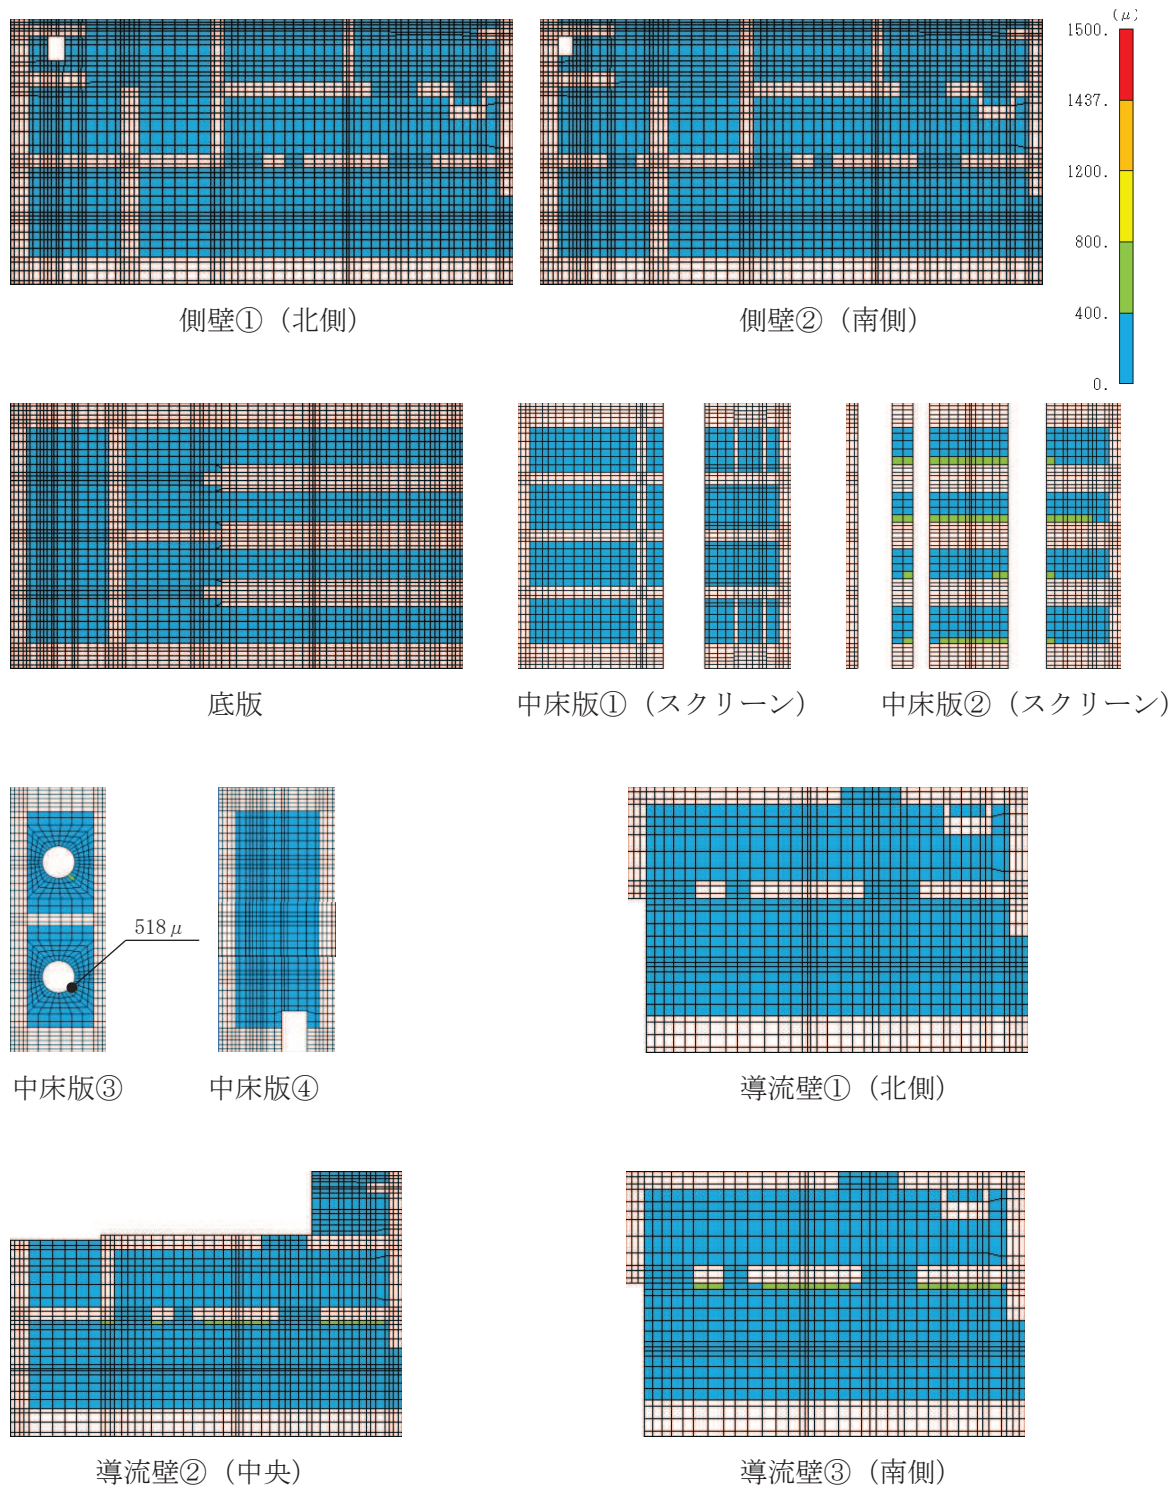 (μ)
1500.
1437.
1200.
800.
400.
0.
側壁①（北側）
側壁②（南側）
底版
中床版①（スクリーン）
中床版②（スクリーン）
518μ
中床版③
中床版④
導流壁①（北側）
導流壁②（中央）
導流壁③（南側）